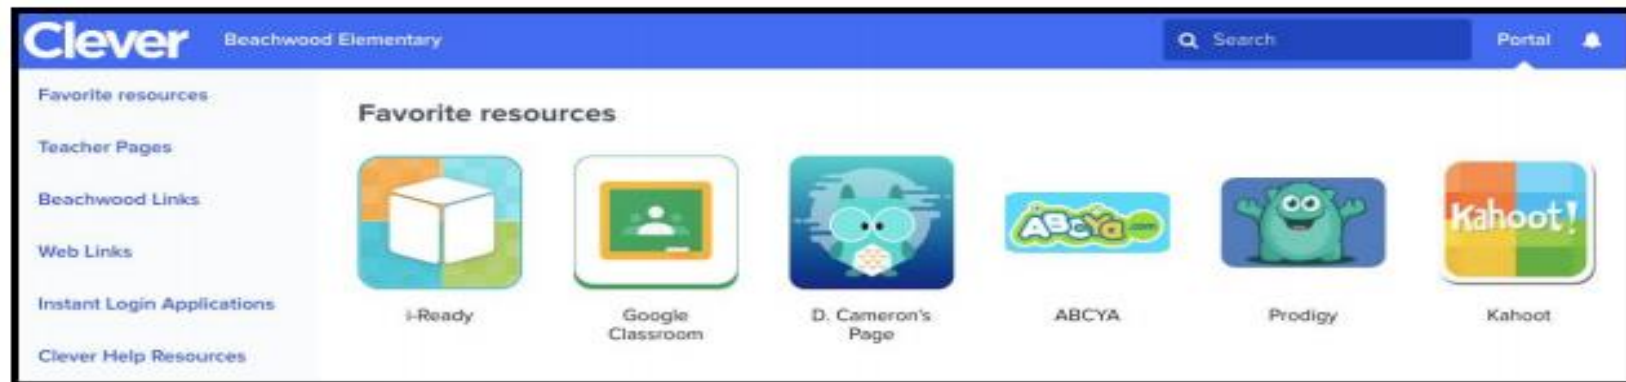 Clever
Beachwood Elementary
Search
Portal
Favorite resources
Teacher Pages
Beachwood Links
Web Links
Instant Login Applications
Clever Help Resources
Favorite resources
i-Ready
Google
Classroom
D. Cameron's
Page
ABCYa.com
ABCYA
Prodigy
Kahoot!
Kahoot